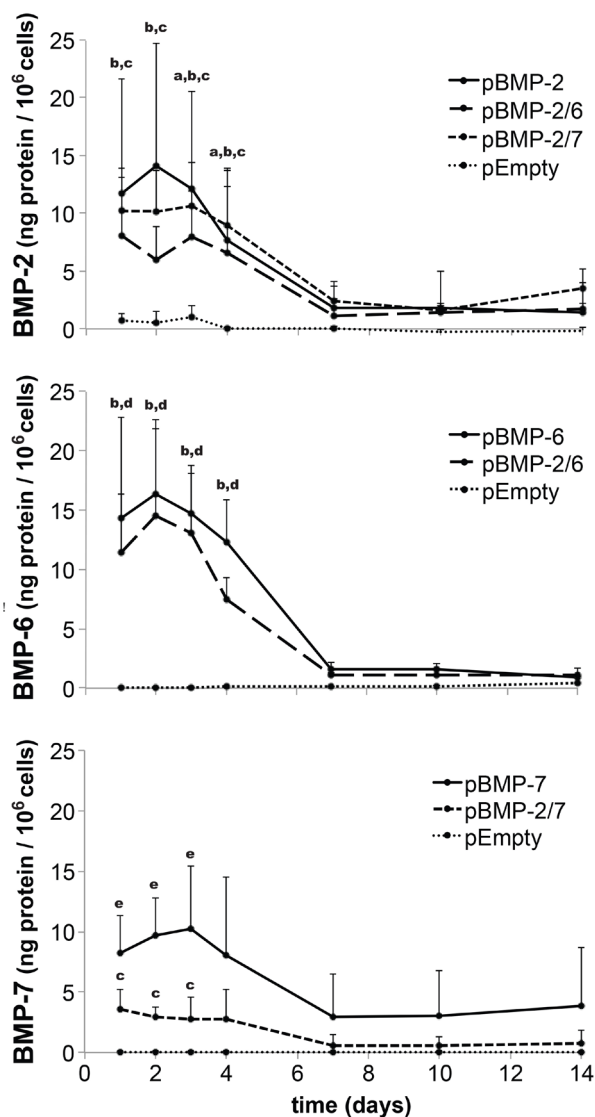 25
20
15
10
5
0
BMP-2 (ng protein / 10⁶ cells)
b,c
b,c
a,b,c
a,b,c
pBMP-2
pBMP-2/6
pBMP-2/7
pEmpty
25
20
15
10
5
0
BMP-6 (ng protein / 10⁶ cells)
b,d
b,d
b,d
b,d
pBMP-6
pBMP-2/6
pEmpty
25
20
15
10
5
0
BMP-7 (ng protein / 10⁶ cells)
e
e
e
c
c
c
pBMP-7
pBMP-2/7
pEmpty
0 2 4 6 8 10 12 14
time (days)